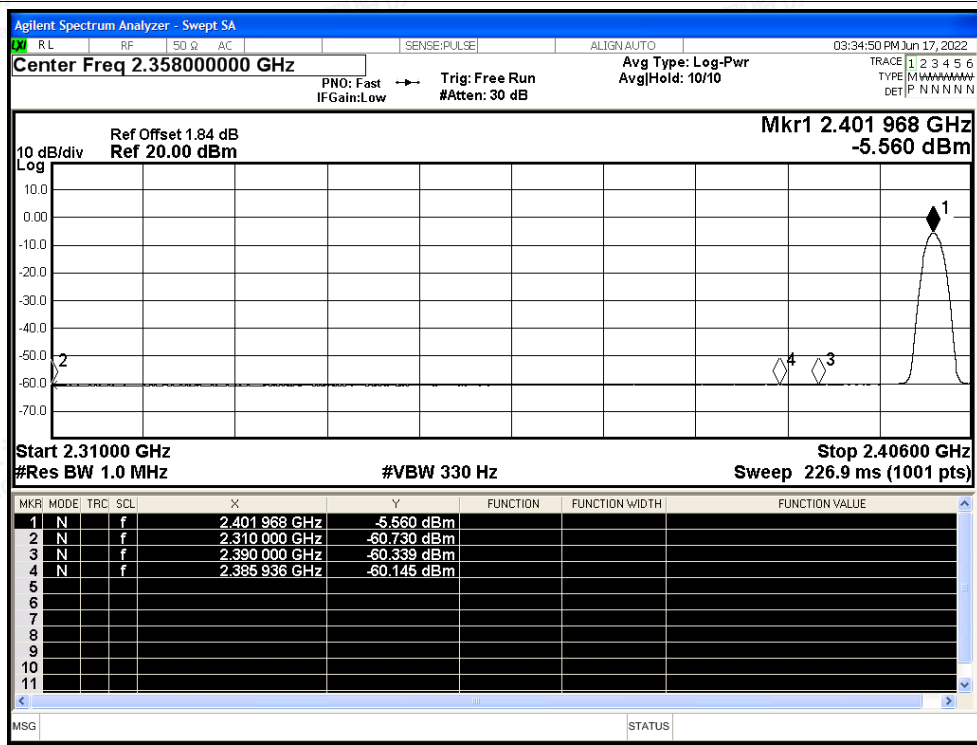 Agilent Spectrum Analyzer - Swept SA
LXI RL RF 50 Ω AC SENSE:PULSE ALIGN AUTO 03:34:50 PM Jun 17, 2022
Center Freq 2.358000000 GHz
PNO: Fast
IFGain:Low
Trig: Free Run
#Atten: 30 dB
Avg Type: Log-Pwr
Avg|Hold: 10/10
TRACE 1 2 3 4 5 6
TYPE M
DET P N N N N N
Mkr1 2.401 968 GHz
-5.560 dBm
Ref Offset 1.84 dB
10 dB/div Ref 20.00 dBm
Log
10.0
0.00
-10.0
-20.0
-30.0
-40.0
-50.0
-60.0
-70.0
1
2
4
3
Start 2.31000 GHz Stop 2.40600 GHz
#Res BW 1.0 MHz #VBW 330 Hz Sweep 226.9 ms (1001 pts)
MKR MODE TRC SCL X Y FUNCTION FUNCTION WIDTH FUNCTION VALUE
1 N f 2.401 968 GHz -5.560 dBm
2 N f 2.310 000 GHz -60.730 dBm
3 N f 2.390 000 GHz -60.339 dBm
4 N f 2.385 936 GHz -60.145 dBm
5
6
7
8
9
10
11
MSG STATUS